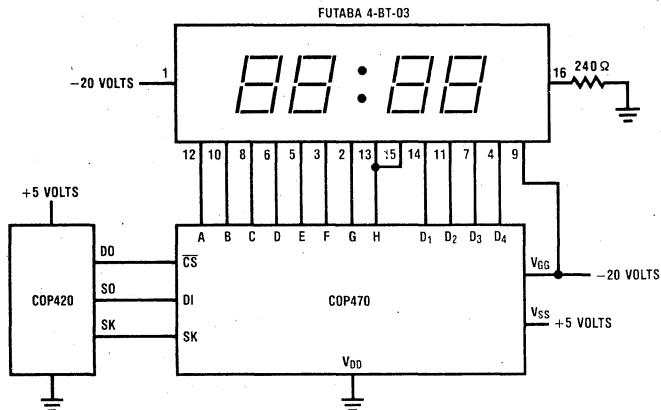 FUTABA 4-BT-03
1
−20 VOLTS
16
240 Ω
12 10 8 6 5 3 2 13 15 14 11 7 4 9
+5 VOLTS
A B C D E F G H D1 D2 D3 D4
DO
CS
VGG
−20 VOLTS
COP420
SO
DI
COP470
VSS
+5 VOLTS
SK
SK
VDD